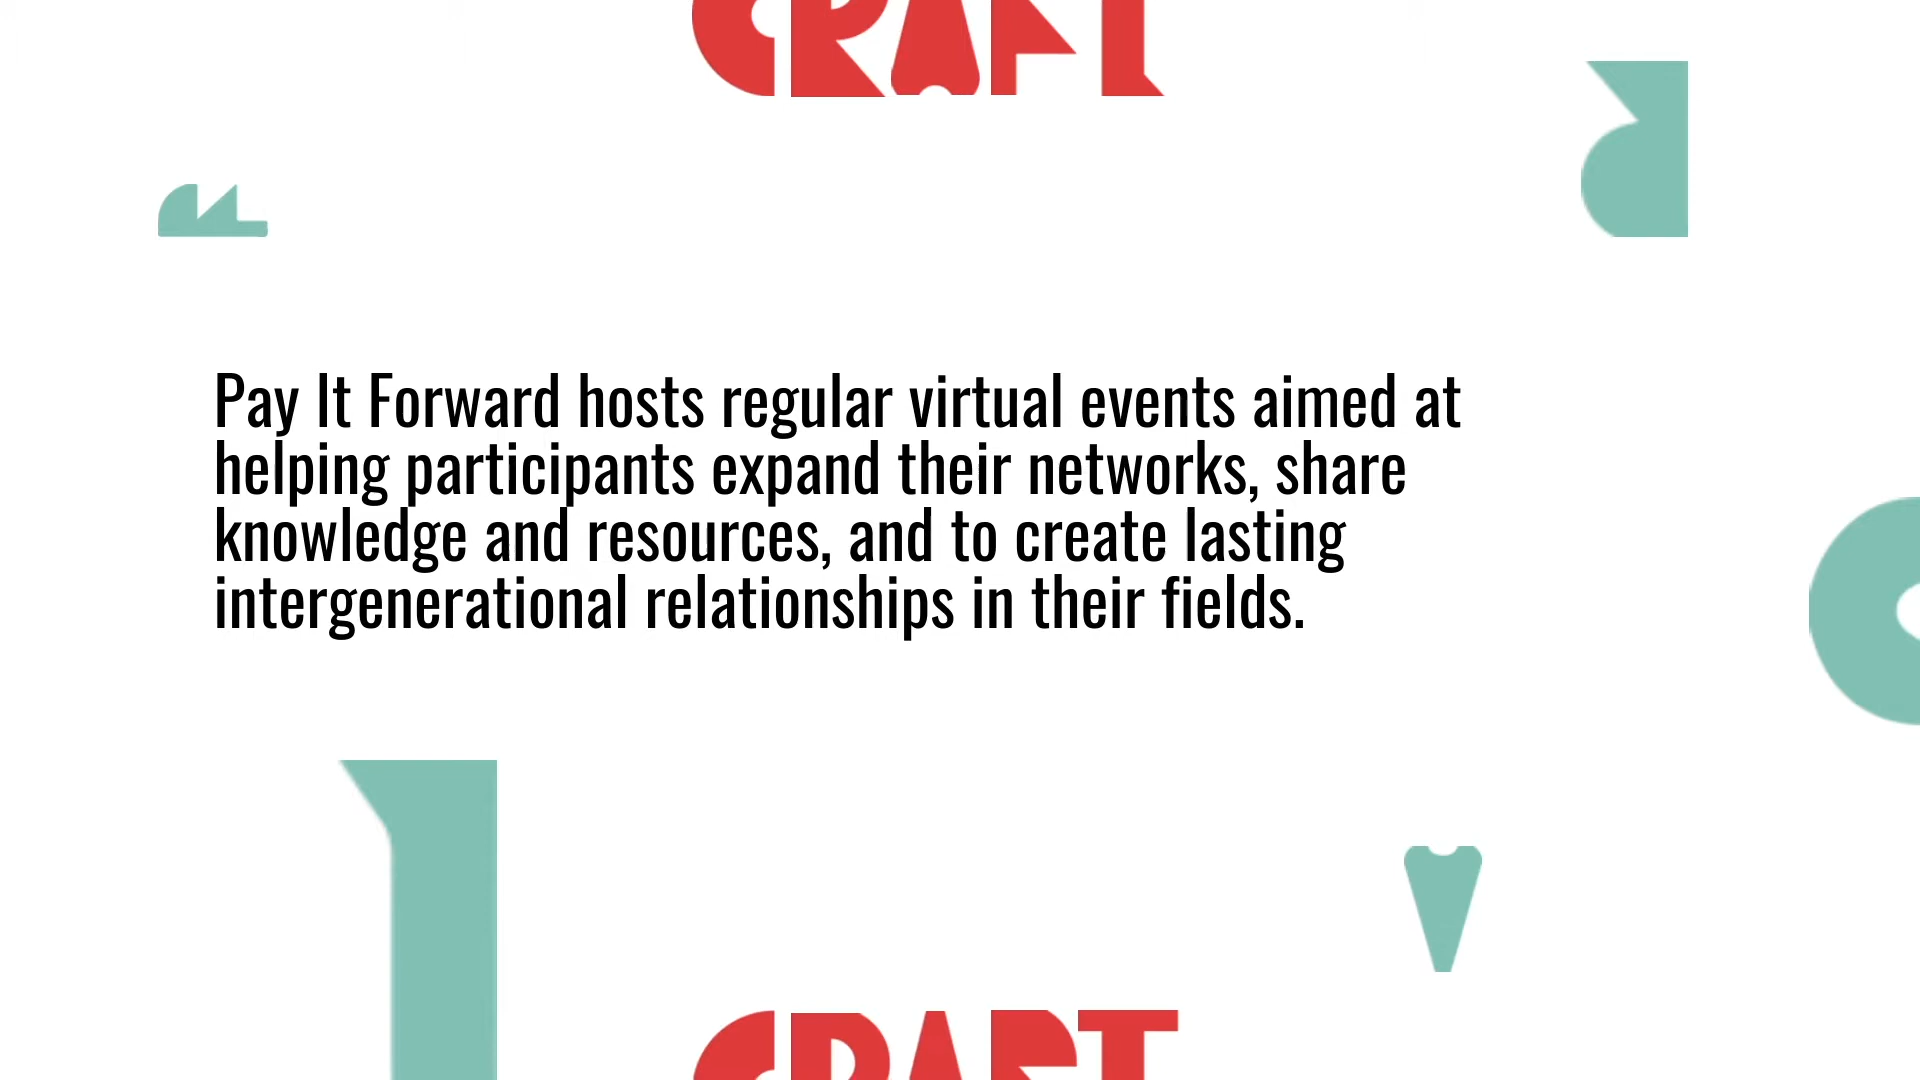 CRAFT
Pay It Forward hosts regular virtual events aimed at
helping participants expand their networks, share
knowledge and resources, and to create lasting
intergenerational relationships in their fields.
CRAFT